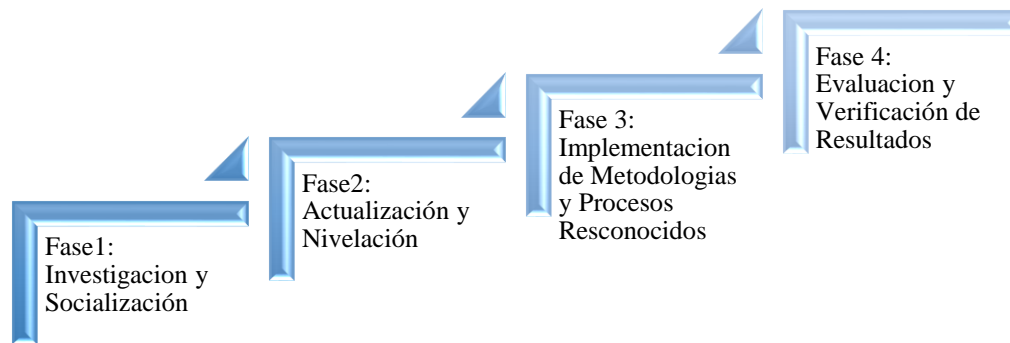 Fase1:
Investigacion y
Socialización
Fase2:
Actualización y
Nivelación
Fase 3:
Implementacion
de Metodologias
y Procesos
Resconocidos
Fase 4:
Evaluacion y
Verificación de
Resultados